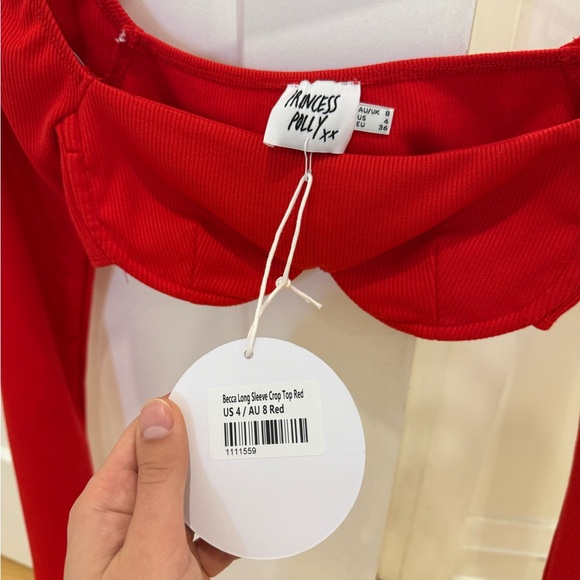 PRINCESS
POLLY xx
AU/UK 8
US 4
EU 36
Becca Long Sleeve Crop Top Red
US 4 / AU 8 Red
1111559